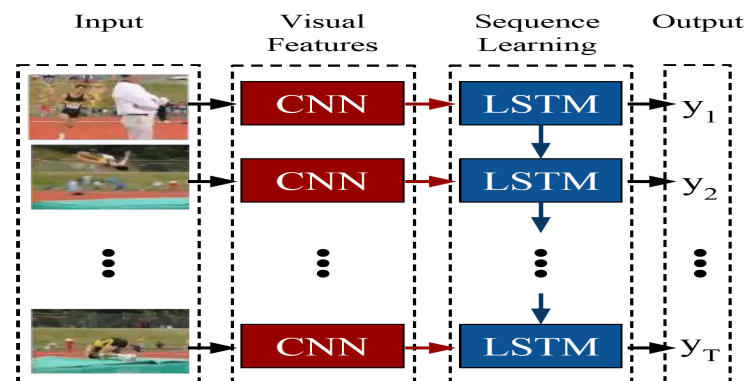 Input
Visual
Features
Sequence
Learning
Output
CNN
LSTM
y1
CNN
LSTM
y2
CNN
LSTM
yT